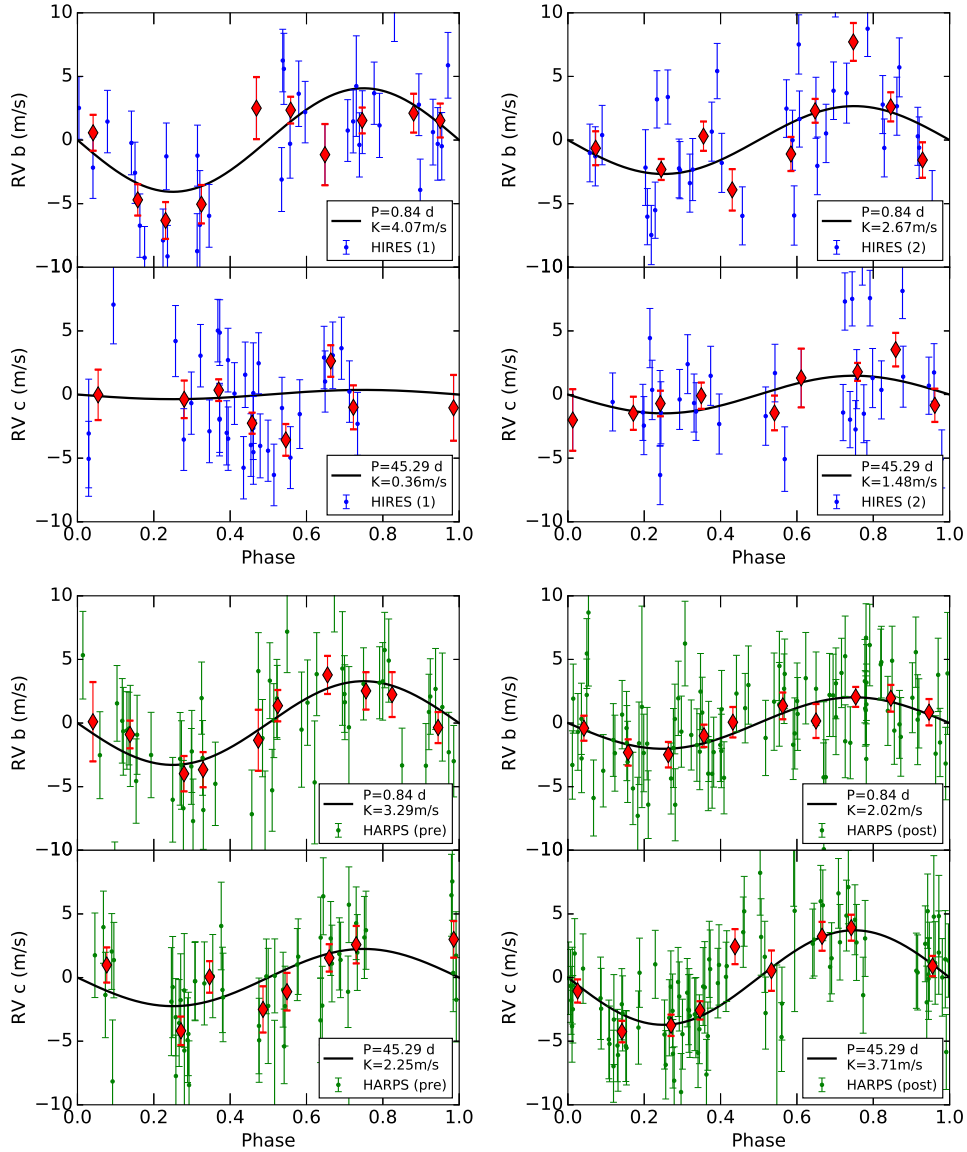 10
5
0
−5
−10
RV b (m/s)
P=0.84 d
K=4.07m/s
HIRES (1)
10
5
0
−5
−10
RV b (m/s)
P=0.84 d
K=2.67m/s
HIRES (2)
5
0
−5
−10
RV c (m/s)
P=45.29 d
K=0.36m/s
HIRES (1)
0.0 0.2 0.4 0.6 0.8 1.0
Phase
5
0
−5
−10
RV c (m/s)
P=45.29 d
K=1.48m/s
HIRES (2)
0.0 0.2 0.4 0.6 0.8 1.0
Phase
10
5
0
−5
−10
RV b (m/s)
P=0.84 d
K=3.29m/s
HARPS (pre)
10
5
0
−5
−10
RV b (m/s)
P=0.84 d
K=2.02m/s
HARPS (post)
10
5
0
−5
−10
RV c (m/s)
P=45.29 d
K=2.25m/s
HARPS (pre)
0.0 0.2 0.4 0.6 0.8 1.0
Phase
10
5
0
−5
−10
RV c (m/s)
P=45.29 d
K=3.71m/s
HARPS (post)
0.0 0.2 0.4 0.6 0.8 1.0
Phase